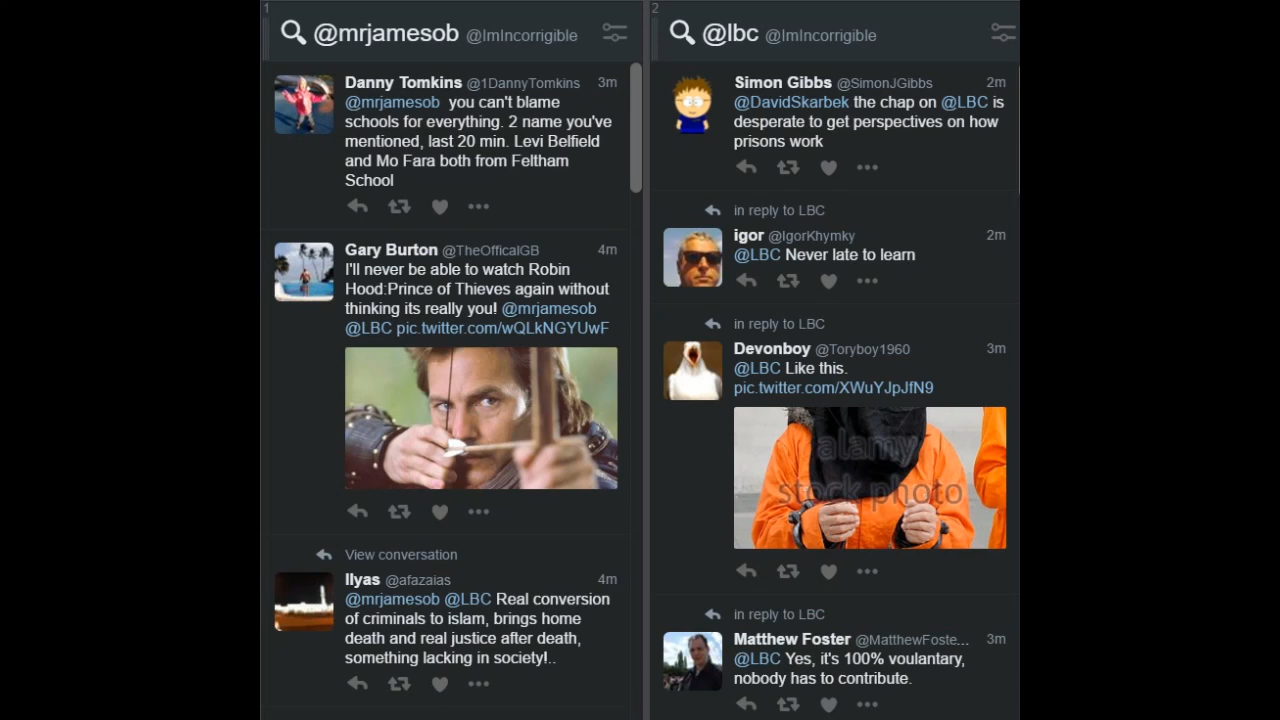 1
@mrjamesob @ImIncorrigible
Danny Tomkins @1DannyTomkins 3m
@mrjamesob you can't blame
schools for everything. 2 name you've
mentioned, last 20 min. Levi Belfield
and Mo Fara both from Feltham
School
Gary Burton @TheOfficalGB 4m
I'll never be able to watch Robin
Hood:Prince of Thieves again without
thinking its really you! @mrjamesob
@LBC pic.twitter.com/wQLkNGYUwF
View conversation
Ilyas @afazaias 4m
@mrjamesob @LBC Real conversion
of criminals to islam, brings home
death and real justice after death,
something lacking in society!..
2
@lbc @ImIncorrigible
Simon Gibbs @SimonJGibbs 2m
@DavidSkarbek the chap on @LBC is
desperate to get perspectives on how
prisons work
in reply to LBC
igor @IgorKhymky 2m
@LBC Never late to learn
in reply to LBC
Devonboy @Toryboy1960 3m
@LBC Like this.
pic.twitter.com/XWuYJpJfN9
alamy
stock photo
in reply to LBC
Matthew Foster @MatthewFoste... 3m
@LBC Yes, it's 100% voulantary,
nobody has to contribute.